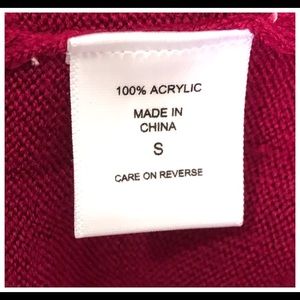 100% ACRYLIC
MADE IN
CHINA
S
CARE ON REVERSE